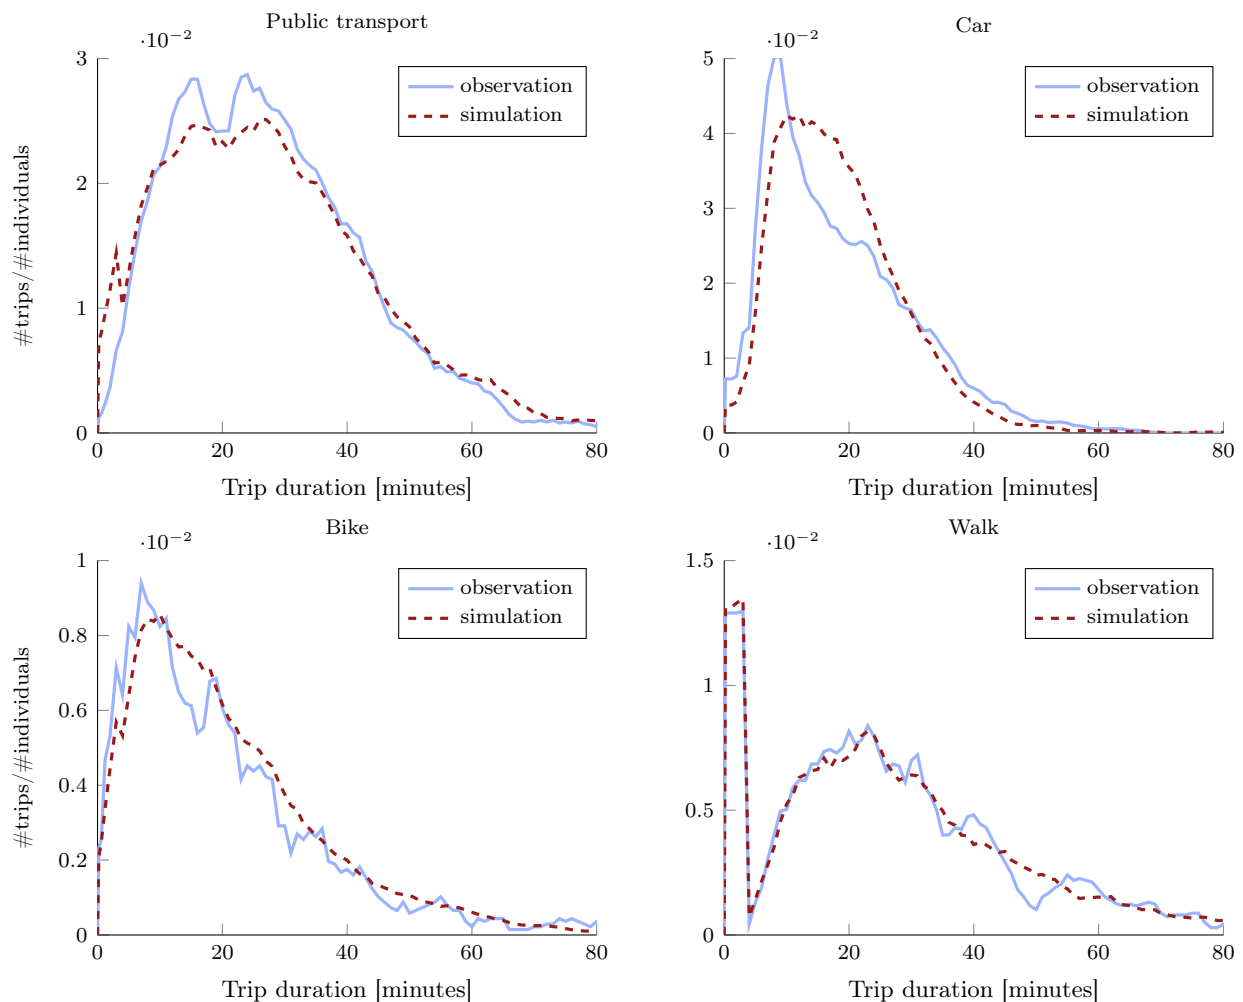 Public transport
·10−2
3
2
1
0
0 20 40 60 80
#trips/#individuals
Trip duration [minutes]
observation
simulation
Car
·10−2
5
4
3
2
1
0
0 20 40 60 80
Trip duration [minutes]
observation
simulation
Bike
·10−2
1
0.8
0.6
0.4
0.2
0
0 20 40 60 80
#trips/#individuals
Trip duration [minutes]
observation
simulation
Walk
·10−2
1.5
1
0.5
0
0 20 40 60 80
Trip duration [minutes]
observation
simulation